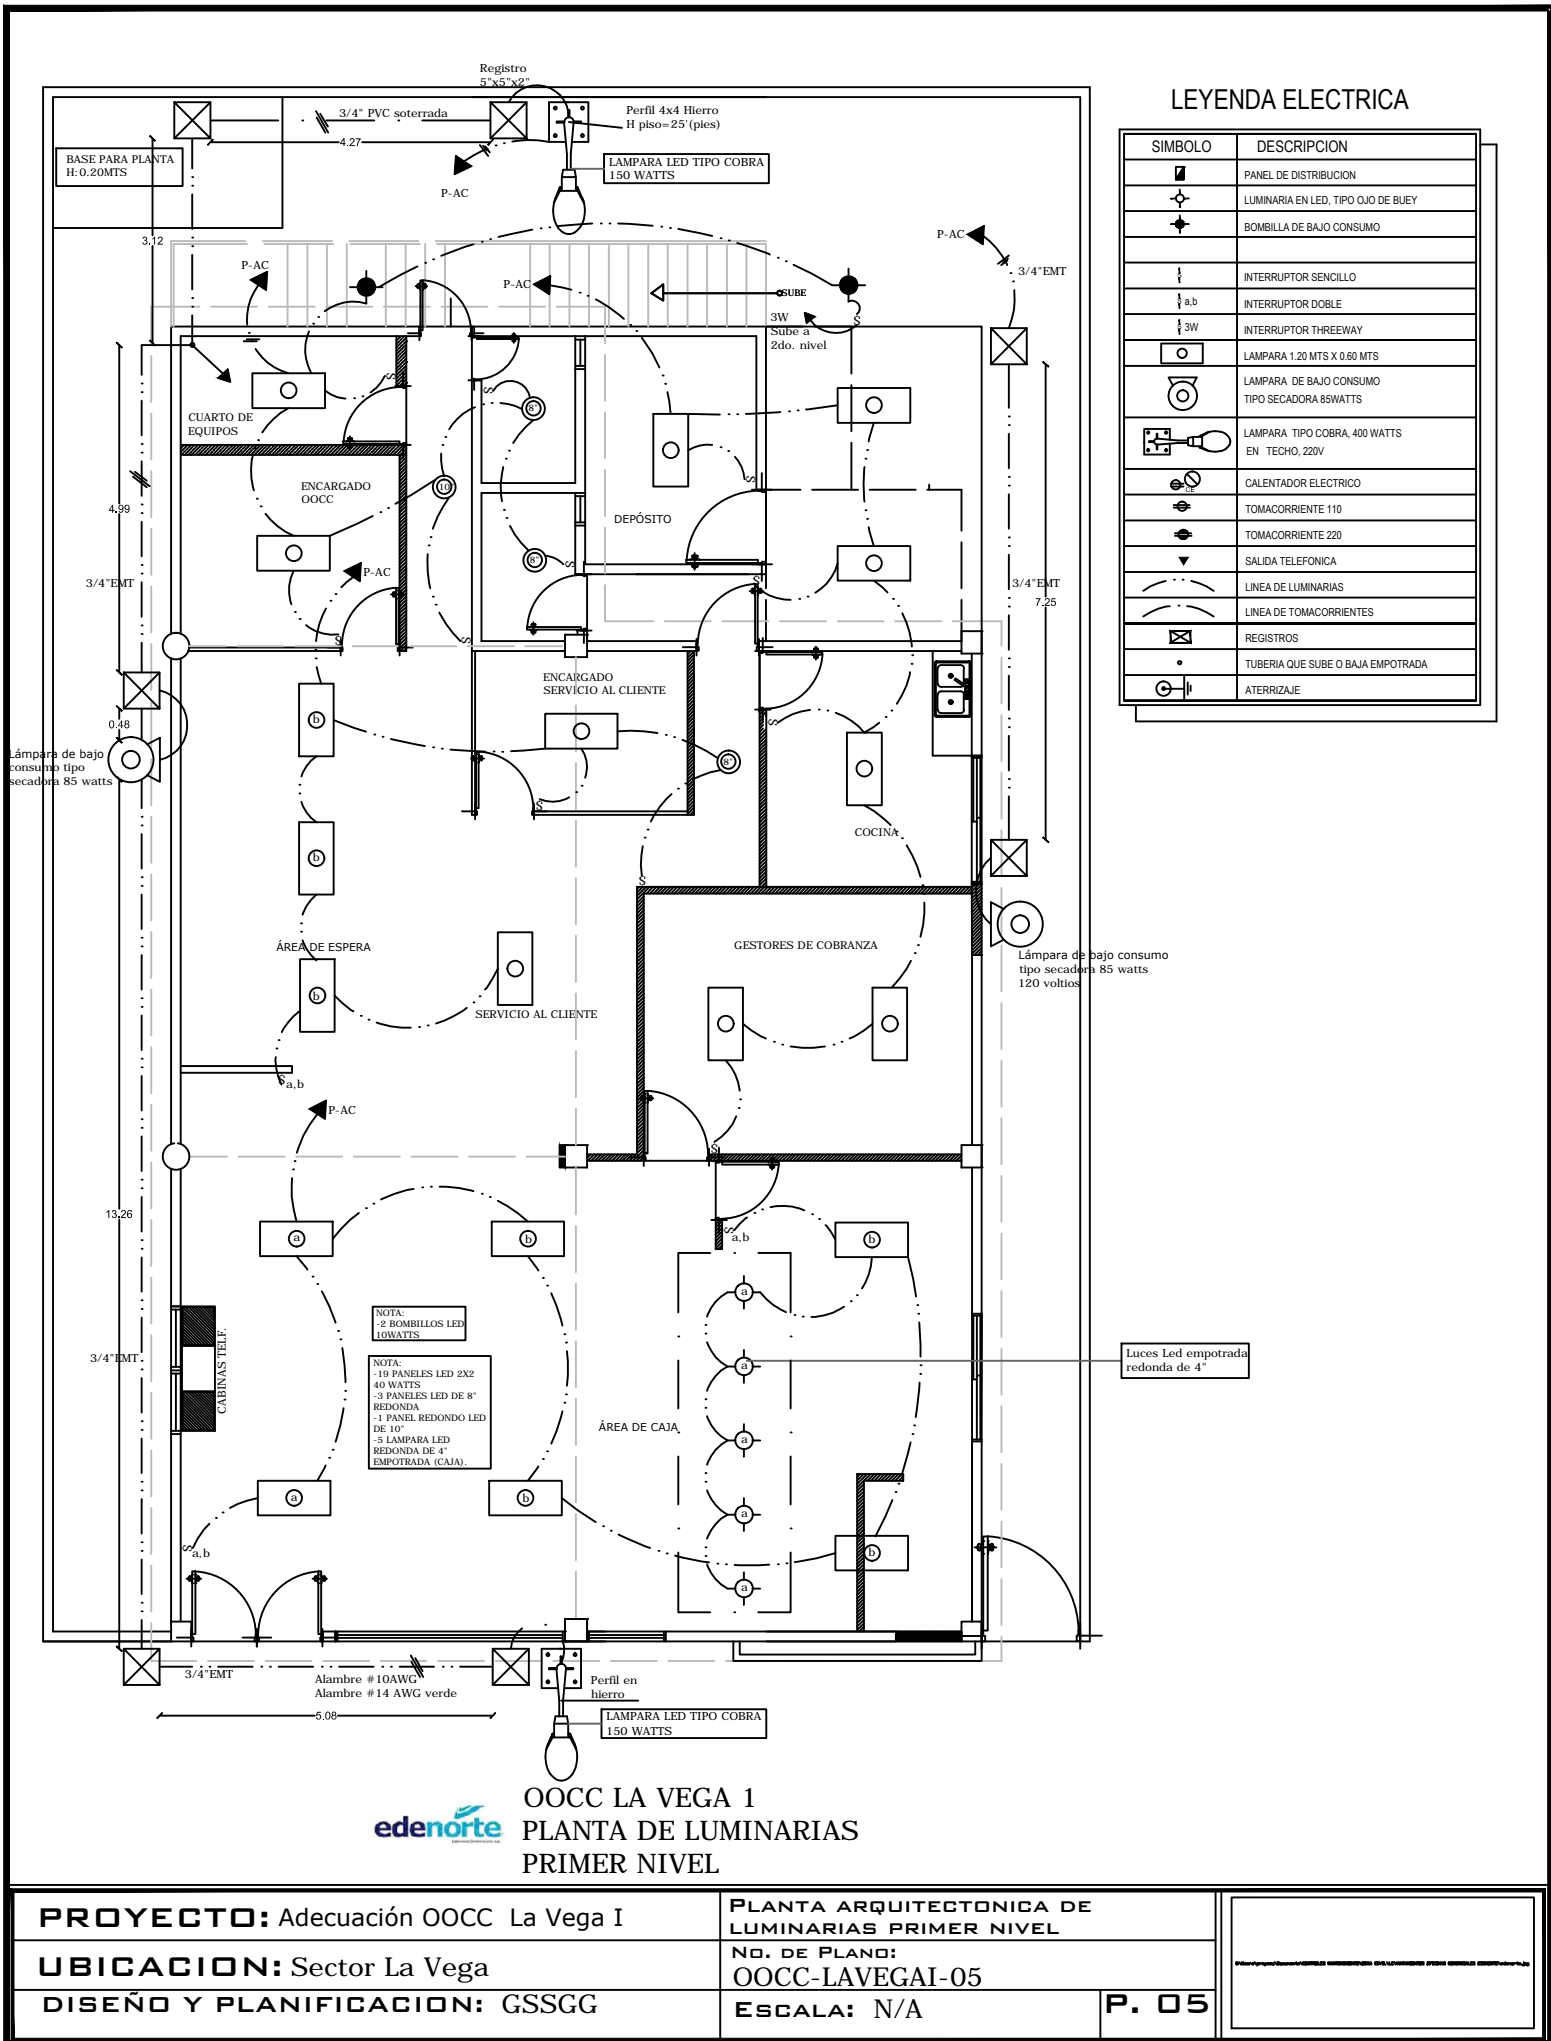 Registro
5"x5"x2"
3/4" PVC soterrada
4.27
Perfil 4x4 Hierro
H piso=25'(pies)
BASE PARA PLANTA
H:0.20MTS
LAMPARA LED TIPO COBRA
150 WATTS
P-AC
3.12
P-AC
P-AC
P-AC
3/4"EMT
SUBE
3W
Sube a
2do. nivel
S
CUARTO DE
EQUIPOS
S
S
8"
S
ENCARGADO
OOCC
10"
DEPÓSITO
4.99
8"
S
P-AC
3/4"EMT
3/4"EMT
7.25
S
S
S
ENCARGADO
SERVICIO AL CLIENTE
b
0.48
S
Lámpara de bajo
consumo tipo
secadora 85 watts
8"
S
COCINA
b
S
ÁREA DE ESPERA
GESTORES DE COBRANZA
Lámpara de bajo consumo
tipo secadora 85 watts
120 voltios
b
SERVICIO AL CLIENTE
S a,b
P-AC
S
13.26
a
b
S a,b
b
a
NOTA:
-2 BOMBILLOS LED
10WATTS
3/4"EMT
CABINAS TELF.
NOTA:
-19 PANELES LED 2X2
40 WATTS
-3 PANELES LED DE 8"
REDONDA
-1 PANEL REDONDO LED
DE 10"
-5 LAMPARA LED
REDONDA DE 4"
EMPOTRADA (CAJA).
a
Luces Led empotrada
redonda de 4"
ÁREA DE CAJA
a
a
b
a
S a,b
b
a
3/4"EMT
Alambre #10AWG
Alambre #14 AWG verde
Perfil en
hierro
5.08
LAMPARA LED TIPO COBRA
150 WATTS
LEYENDA ELECTRICA
SIMBOLO DESCRIPCION
PANEL DE DISTRIBUCION
LUMINARIA EN LED, TIPO OJO DE BUEY
BOMBILLA DE BAJO CONSUMO
S INTERRUPTOR SENCILLO
S a,b INTERRUPTOR DOBLE
S 3W INTERRUPTOR THREEWAY
LAMPARA 1.20 MTS X 0.60 MTS
LAMPARA DE BAJO CONSUMO
TIPO SECADORA 85WATTS
LAMPARA TIPO COBRA, 400 WATTS
EN TECHO, 220V
CE CALENTADOR ELECTRICO
TOMACORRIENTE 110
TOMACORRIENTE 220
SALIDA TELEFONICA
LINEA DE LUMINARIAS
LINEA DE TOMACORRIENTES
REGISTROS
TUBERIA QUE SUBE O BAJA EMPOTRADA
ATERRIZAJE
edenorte
OOCC LA VEGA 1
PLANTA DE LUMINARIAS
PRIMER NIVEL
PROYECTO: Adecuación OOCC La Vega I
UBICACION: Sector La Vega
DISEÑO Y PLANIFICACION: GSSGG
PLANTA ARQUITECTONICA DE
LUMINARIAS PRIMER NIVEL
NO. DE PLANO:
OOCC-LAVEGAI-05
ESCALA: N/A
P. 05